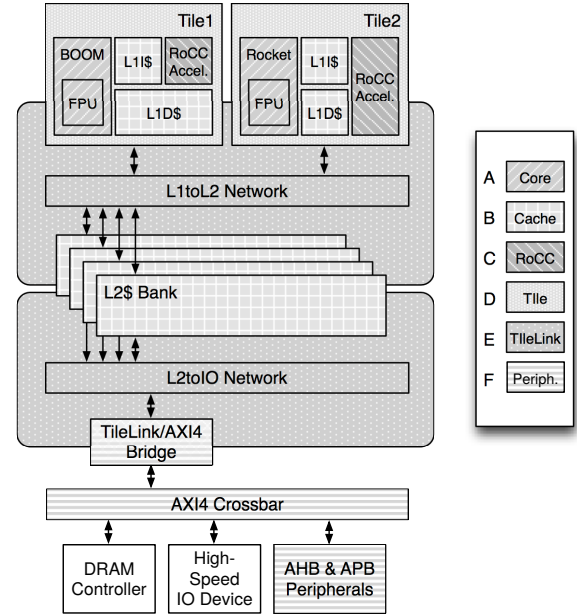 Tile1
BOOM
FPU
L1I$
RoCC
Accel.
L1D$
Tile2
Rocket
FPU
L1I$
L1D$
RoCC
Accel.
L1toL2 Network
L2$ Bank
L2toIO Network
TileLink/AXI4
Bridge
AXI4 Crossbar
DRAM
Controller
High-
Speed
IO Device
AHB & APB
Peripherals
A Core
B Cache
C RoCC
D TIle
E TIleLink
F Periph.